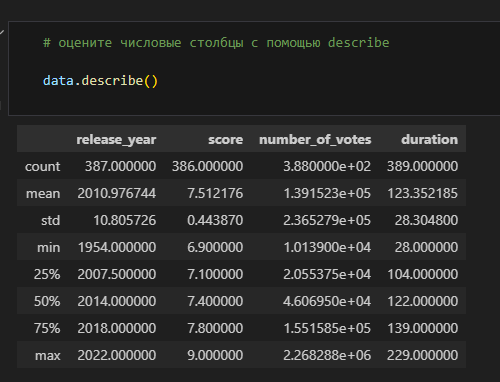 # оцените числовые столбцы с помощью describe
data.describe()
release_year score number_of_votes duration
count 387.000000 386.000000 3.880000e+02 389.000000
mean 2010.976744 7.512176 1.391523e+05 123.352185
std 10.805726 0.443870 2.365279e+05 28.304800
min 1954.000000 6.900000 1.013900e+04 28.000000
25% 2007.500000 7.100000 2.055375e+04 104.000000
50% 2014.000000 7.400000 4.606950e+04 122.000000
75% 2018.000000 7.800000 1.551585e+05 139.000000
max 2022.000000 9.000000 2.268288e+06 229.000000